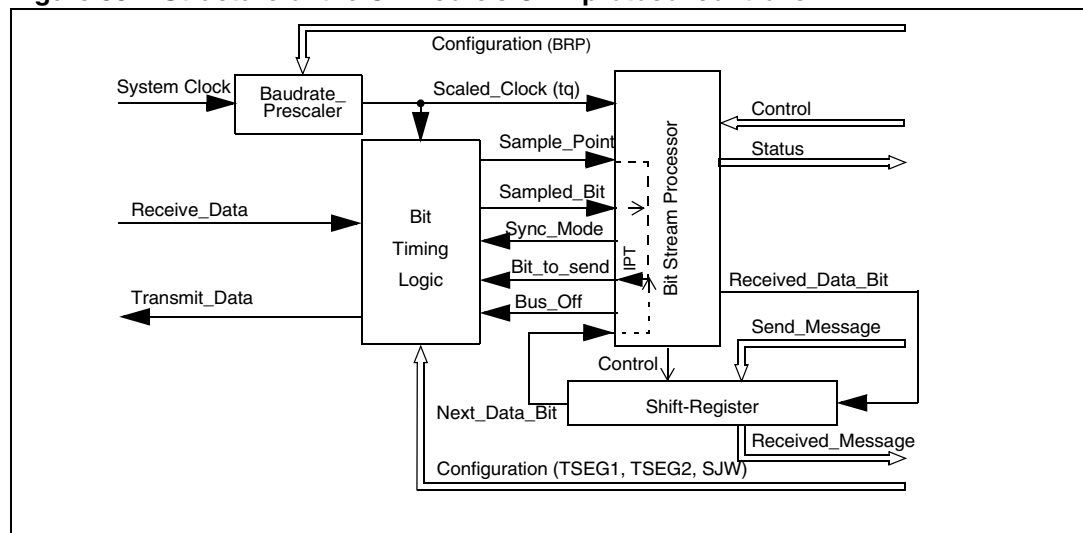 Configuration (BRP)
System Clock
Baudrate_
Prescaler
Scaled_Clock (tq)
Control
Status
Sample_Point
Sampled_Bit
Receive_Data
Bit
Timing
Logic
Sync_Mode
Bit_to_send
IPT
Bit Stream Processor
Transmit_Data
Bus_Off
Received_Data_Bit
Send_Message
Control
Next_Data_Bit
Shift-Register
Received_Message
Configuration (TSEG1, TSEG2, SJW)